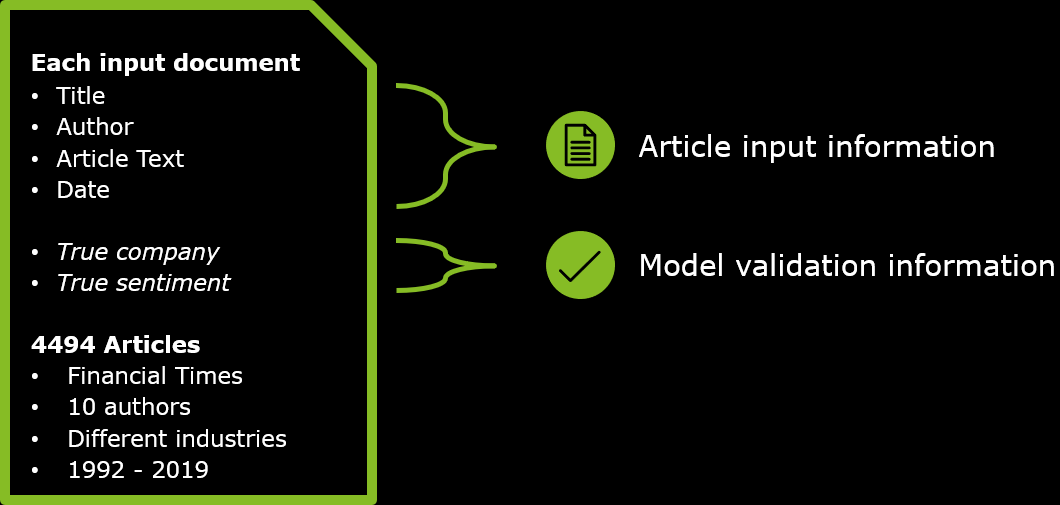 Each input document
• Title
• Author
• Article Text
• Date
• True company
• True sentiment
4494 Articles
• Financial Times
• 10 authors
• Different industries
• 1992 - 2019
Article input information
Model validation information